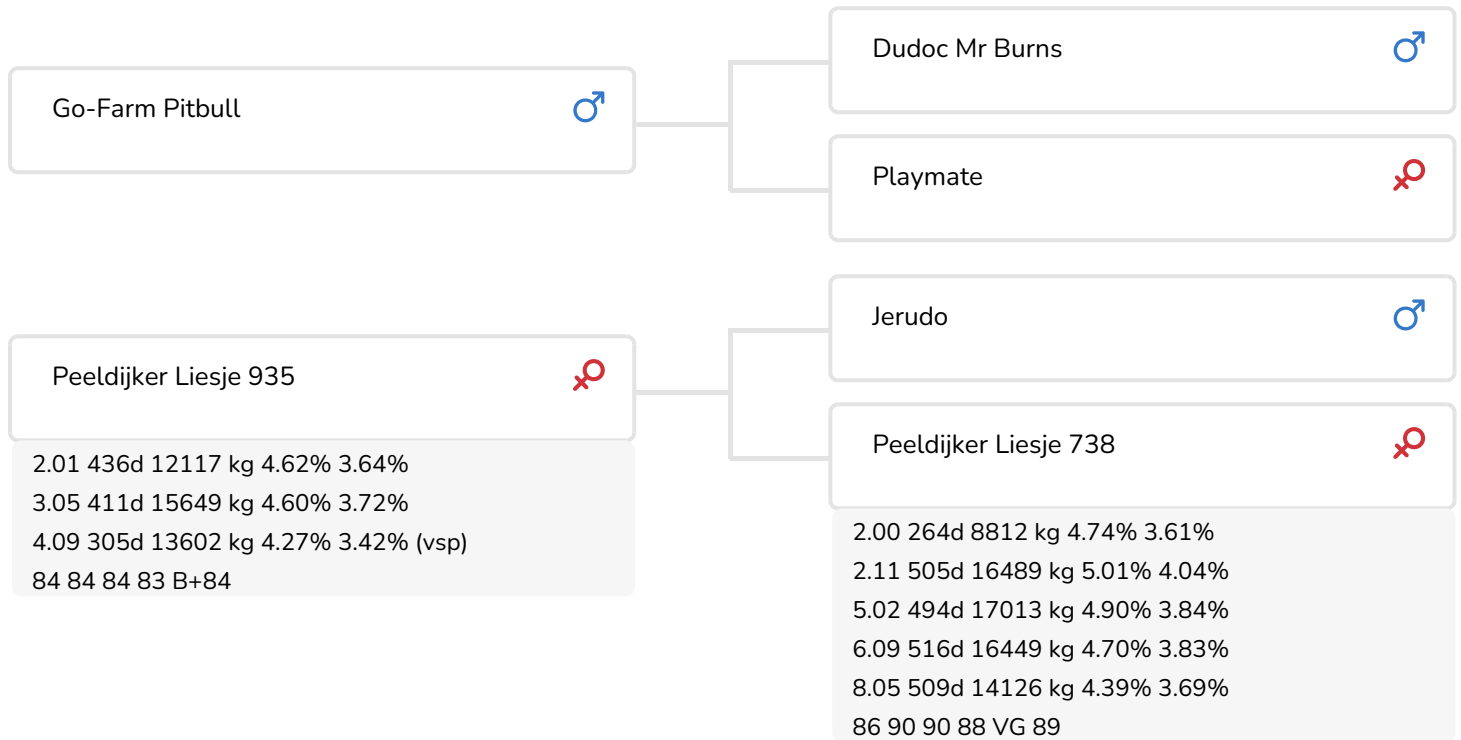 Go-Farm Pitbull
Dudoc Mr Burns
Playmate
Peeldijker Liesje 935
2.01 436d 12117 kg 4.62% 3.64%
3.05 411d 15649 kg 4.60% 3.72%
4.09 305d 13602 kg 4.27% 3.42% (vsp)
84 84 84 83 B+84
Jerudo
Peeldijker Liesje 738
2.00 264d 8812 kg 4.74% 3.61%
2.11 505d 16489 kg 5.01% 4.04%
5.02 494d 17013 kg 4.90% 3.84%
6.09 516d 16449 kg 4.70% 3.83%
8.05 509d 14126 kg 4.39% 3.69%
86 90 90 88 VG 89